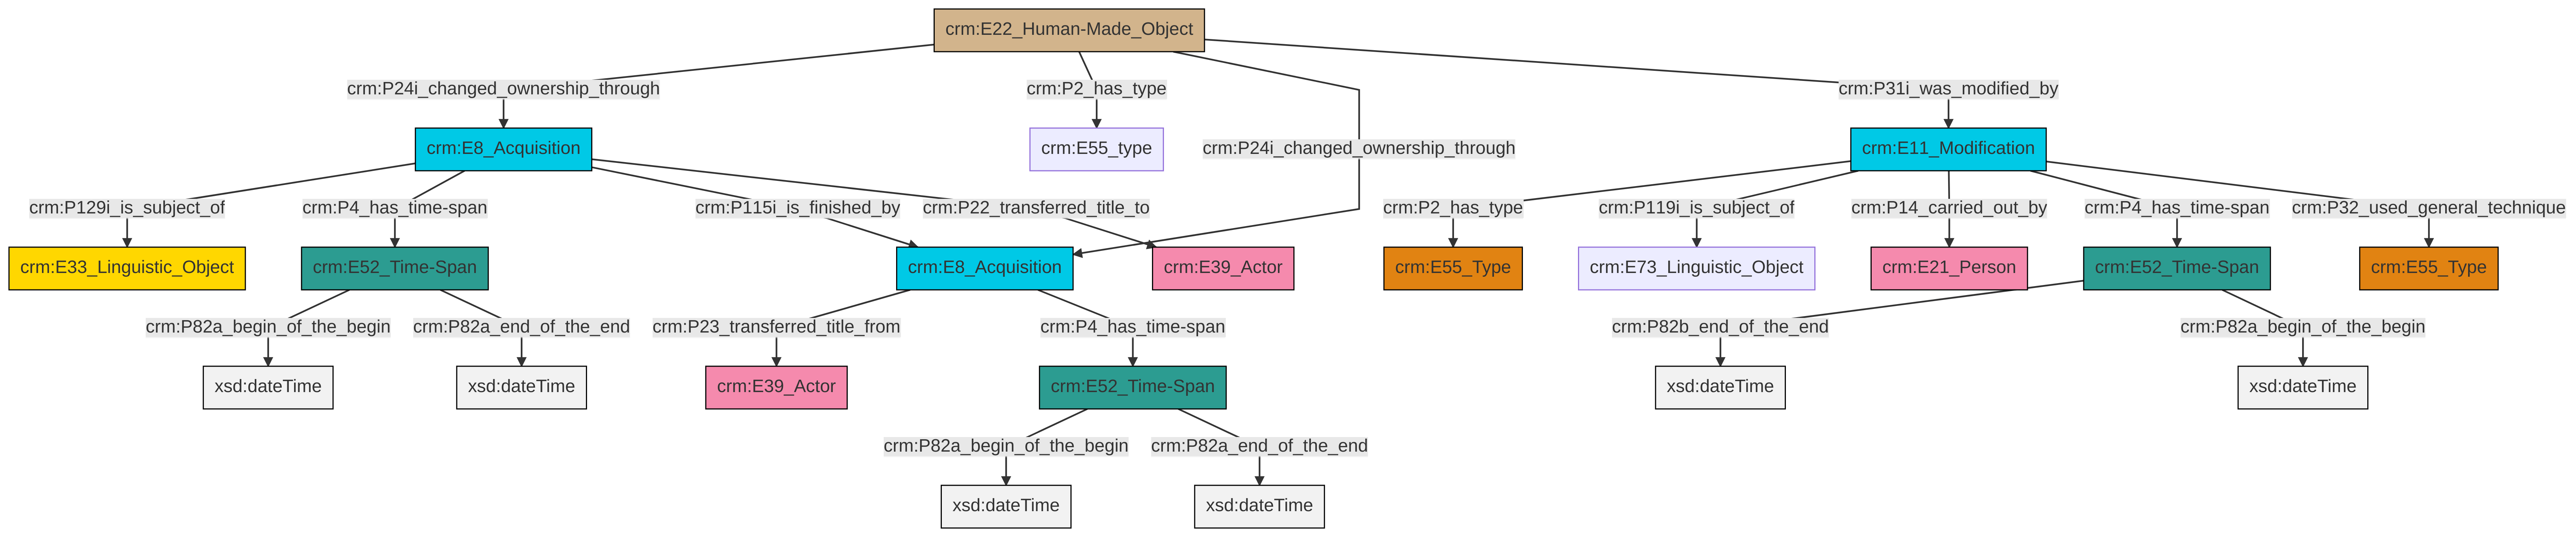 crm:E22_Human-Made_Object
crm:P24i_changed_ownership_through
crm:P2_has_type
crm:P31i_was_modified_by
crm:E8_Acquisition
crm:E55_type
crm:P24i_changed_ownership_through
crm:E11_Modification
crm:P129i_is_subject_of
crm:P4_has_time-span
crm:P115i_is_finished_by
crm:P22_transferred_title_to
crm:P2_has_type
crm:P119i_is_subject_of
crm:P14_carried_out_by
crm:P4_has_time-span
crm:P32_used_general_technique
crm:E33_Linguistic_Object
crm:E52_Time-Span
crm:E8_Acquisition
crm:E39_Actor
crm:E55_Type
crm:E73_Linguistic_Object
crm:E21_Person
crm:E52_Time-Span
crm:E55_Type
crm:P82a_begin_of_the_begin
crm:P82a_end_of_the_end
crm:P23_transferred_title_from
crm:P4_has_time-span
crm:P82b_end_of_the_end
crm:P82a_begin_of_the_begin
xsd:dateTime
xsd:dateTime
crm:E39_Actor
crm:E52_Time-Span
xsd:dateTime
xsd:dateTime
crm:P82a_begin_of_the_begin
crm:P82a_end_of_the_end
xsd:dateTime
xsd:dateTime